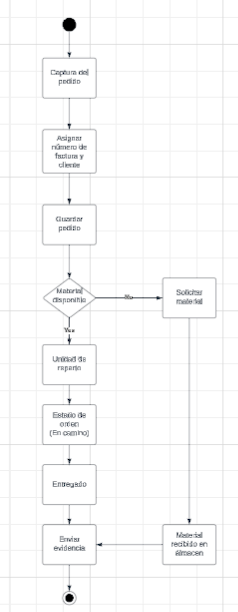 Captura del
pedido
Asignar
número de
factura y
cliente
Guardar
pedido
Material
disponible
No
Solicitar
material
Yes
Unidad de
reparto
Estado de
orden
(En camino)
Entregado
Enviar
evidencia
Material
recibido en
almacen